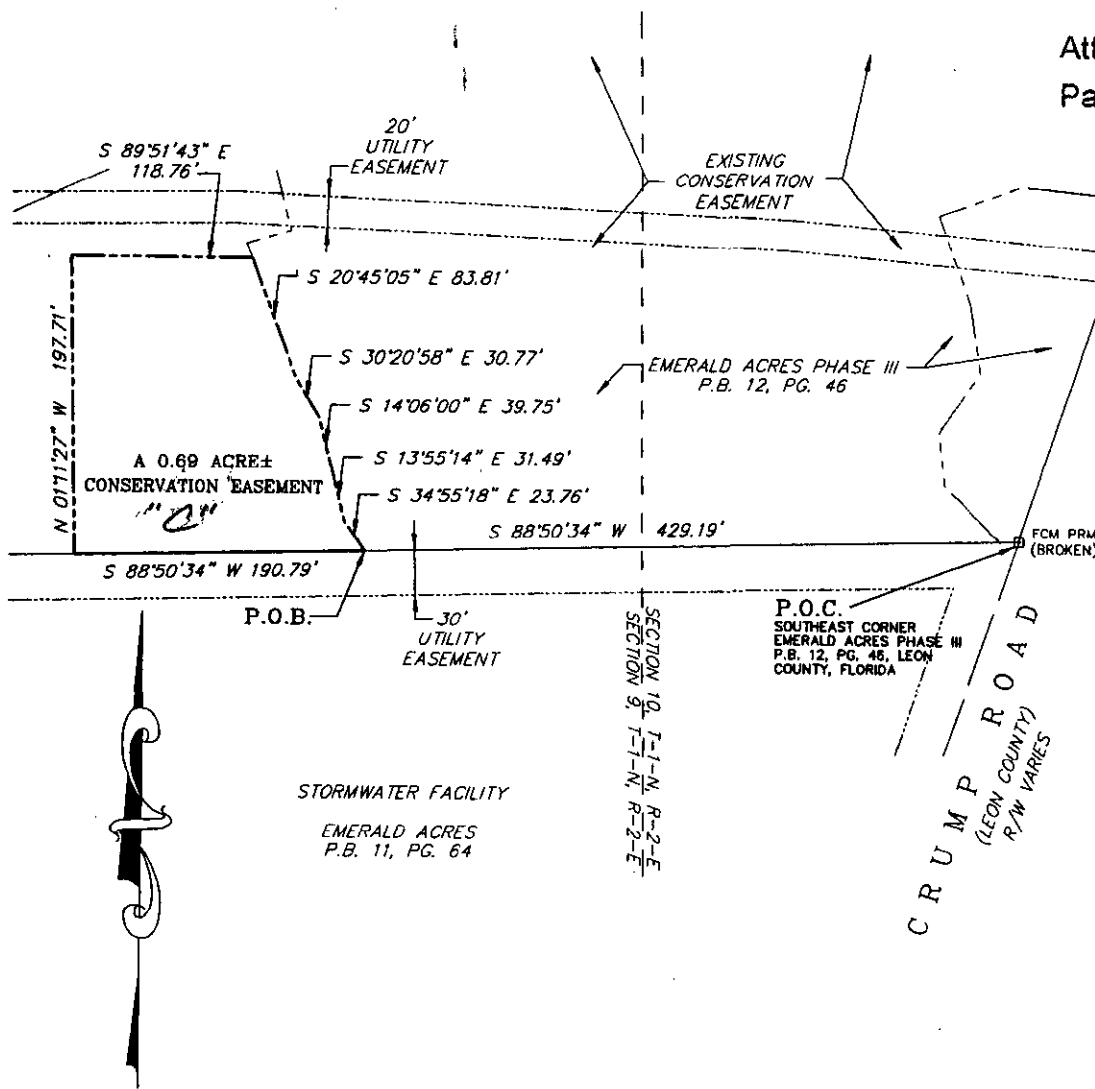 Att
Pa
20'
UTILITY
EASEMENT
S 89°51'43" E
118.76'
EXISTING
CONSERVATION
EASEMENT
S 20°45'05" E 83.81'
N 01°11'27" W 197.71'
S 30°20'58" E 30.77'
EMERALD ACRES PHASE III
P.B. 12, PG. 46
S 14°06'00" E 39.75'
A 0.69 ACRE±
CONSERVATION EASEMENT
"C"
S 13°55'14" E 31.49'
S 34°55'18" E 23.76'
S 88°50'34" W 429.19'
FCM PRM
(BROKEN)
S 88°50'34" W 190.79'
P.O.B.
30'
UTILITY
EASEMENT
SECTION 10, T-1-N, R-2-E
SECTION 9, T-1-N, R-2-E
P.O.C.
SOUTHEAST CORNER
EMERALD ACRES PHASE III
P.B. 12, PG. 46, LEON
COUNTY, FLORIDA
CRUMP ROAD
(LEON COUNTY)
R/W VARIES
STORMWATER FACILITY
EMERALD ACRES
P.B. 11, PG. 64